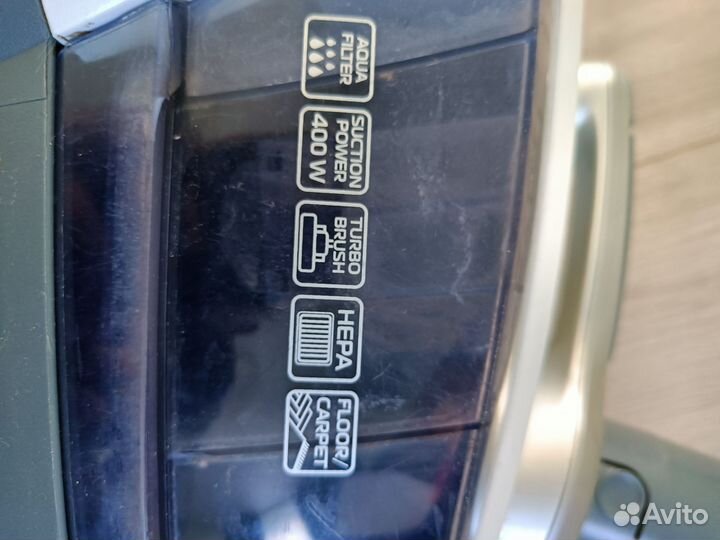 AQUA
FILTER
SUCTION
POWER
400 W
TURBO
BRUSH
HEPA
FLOOR/
CARPET
Avito